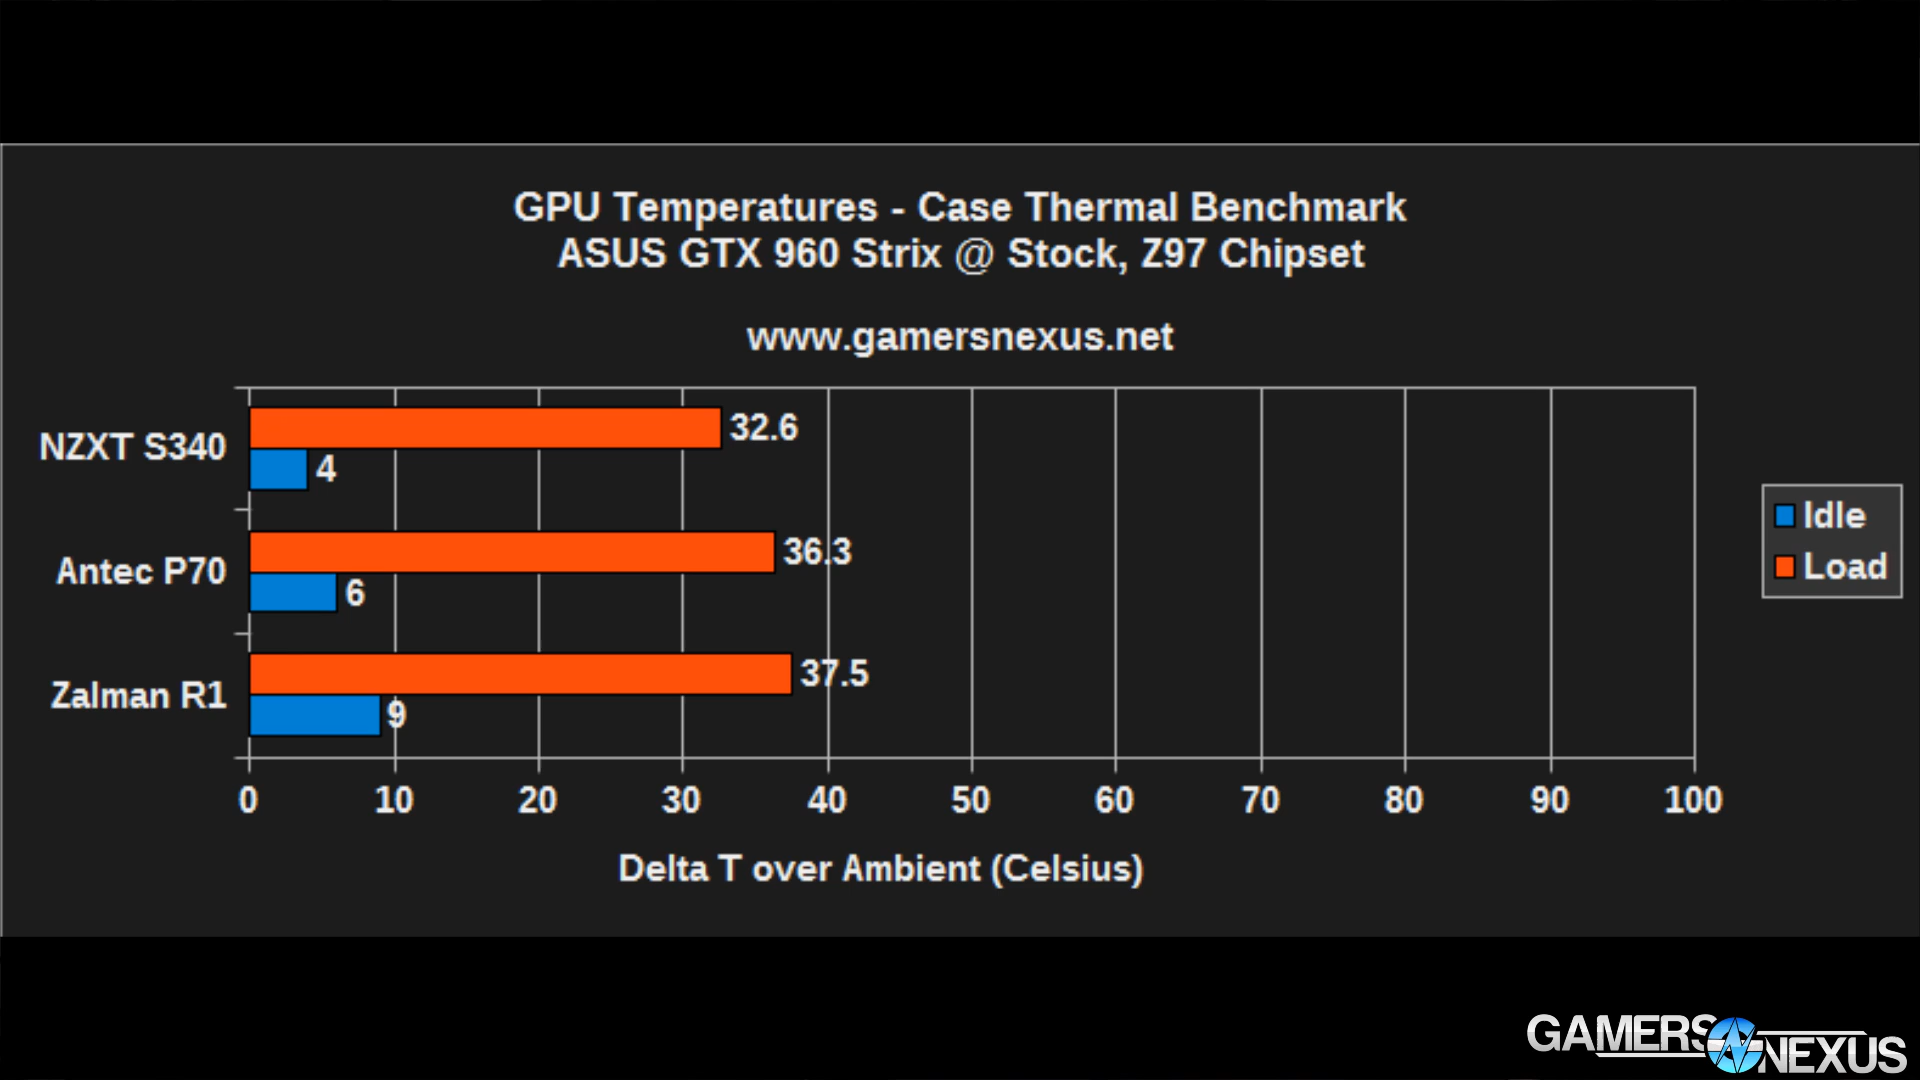 GPU Temperatures - Case Thermal Benchmark
ASUS GTX 960 Strix @ Stock, Z97 Chipset
www.gamersnexus.net
NZXT S340
32.6
4
Antec P70
36.3
6
Zalman R1
37.5
9
0 10 20 30 40 50 60 70 80 90 100
Delta T over Ambient (Celsius)
Idle
Load
GAMERS NEXUS